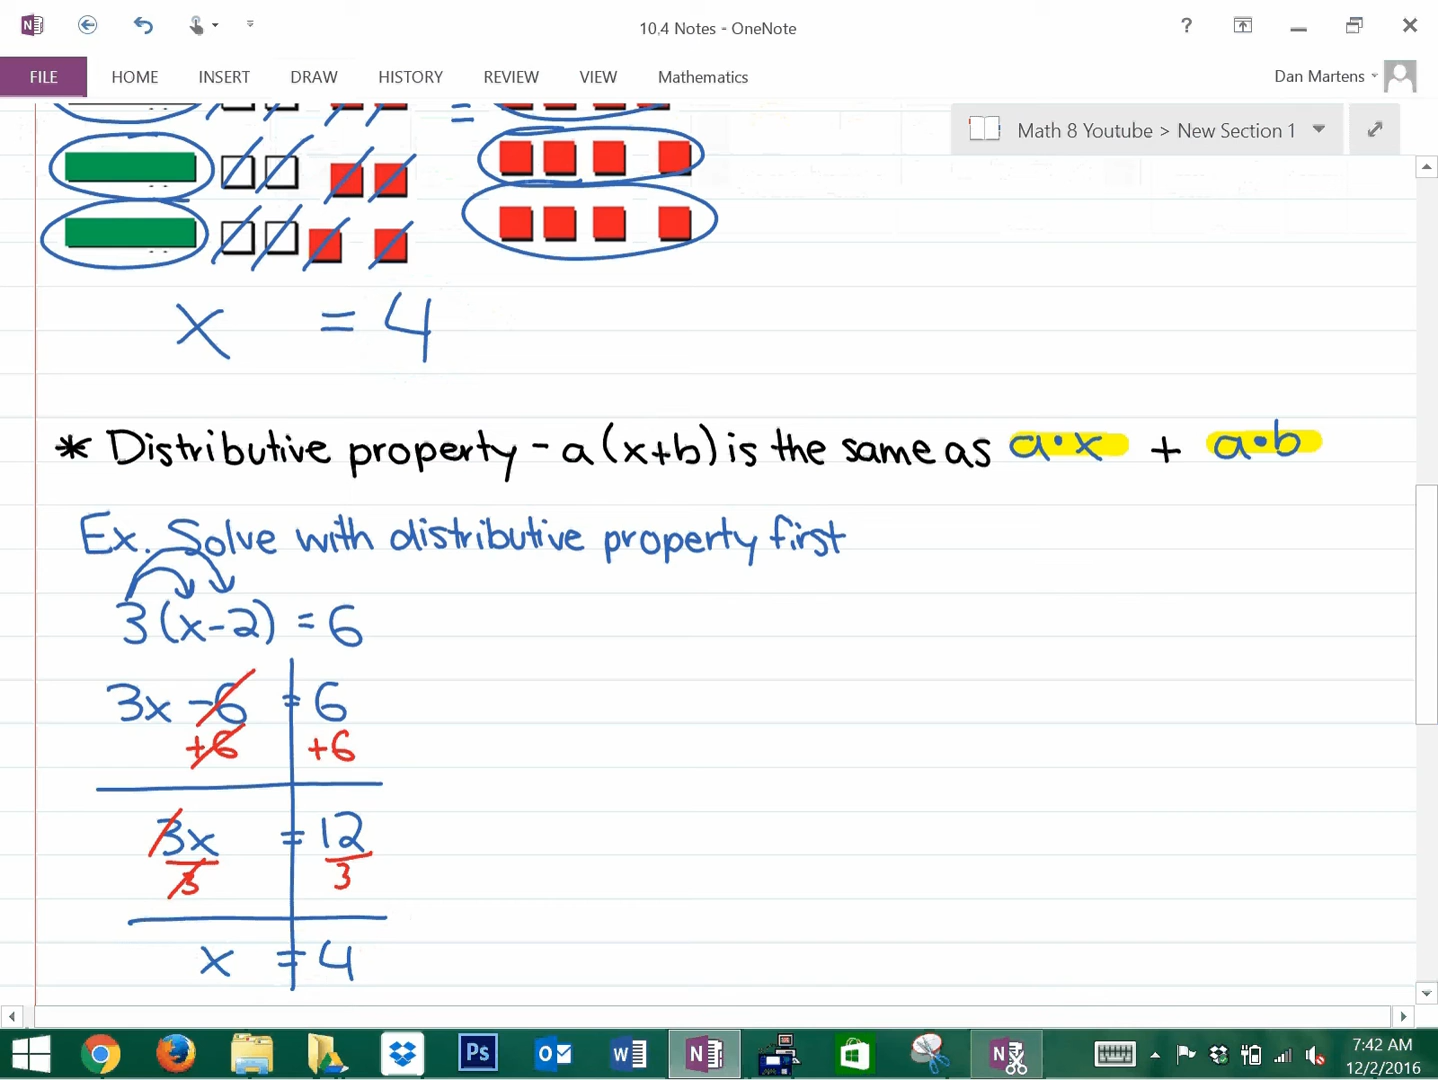 10,4 Notes - OneNote
?
FILE HOME INSERT DRAW HISTORY REVIEW VIEW Mathematics
Dan Martens
Math 8 Youtube > New Section 1
=
x = 4
* Distributive property - a(x+b) is the same as a·x + a·b
Ex. Solve with distributive property first
3(x-2) = 6
3x -6 = 6
+6 +6
3x = 12
3 3
x = 4
Ps
7:42 AM
12/2/2016